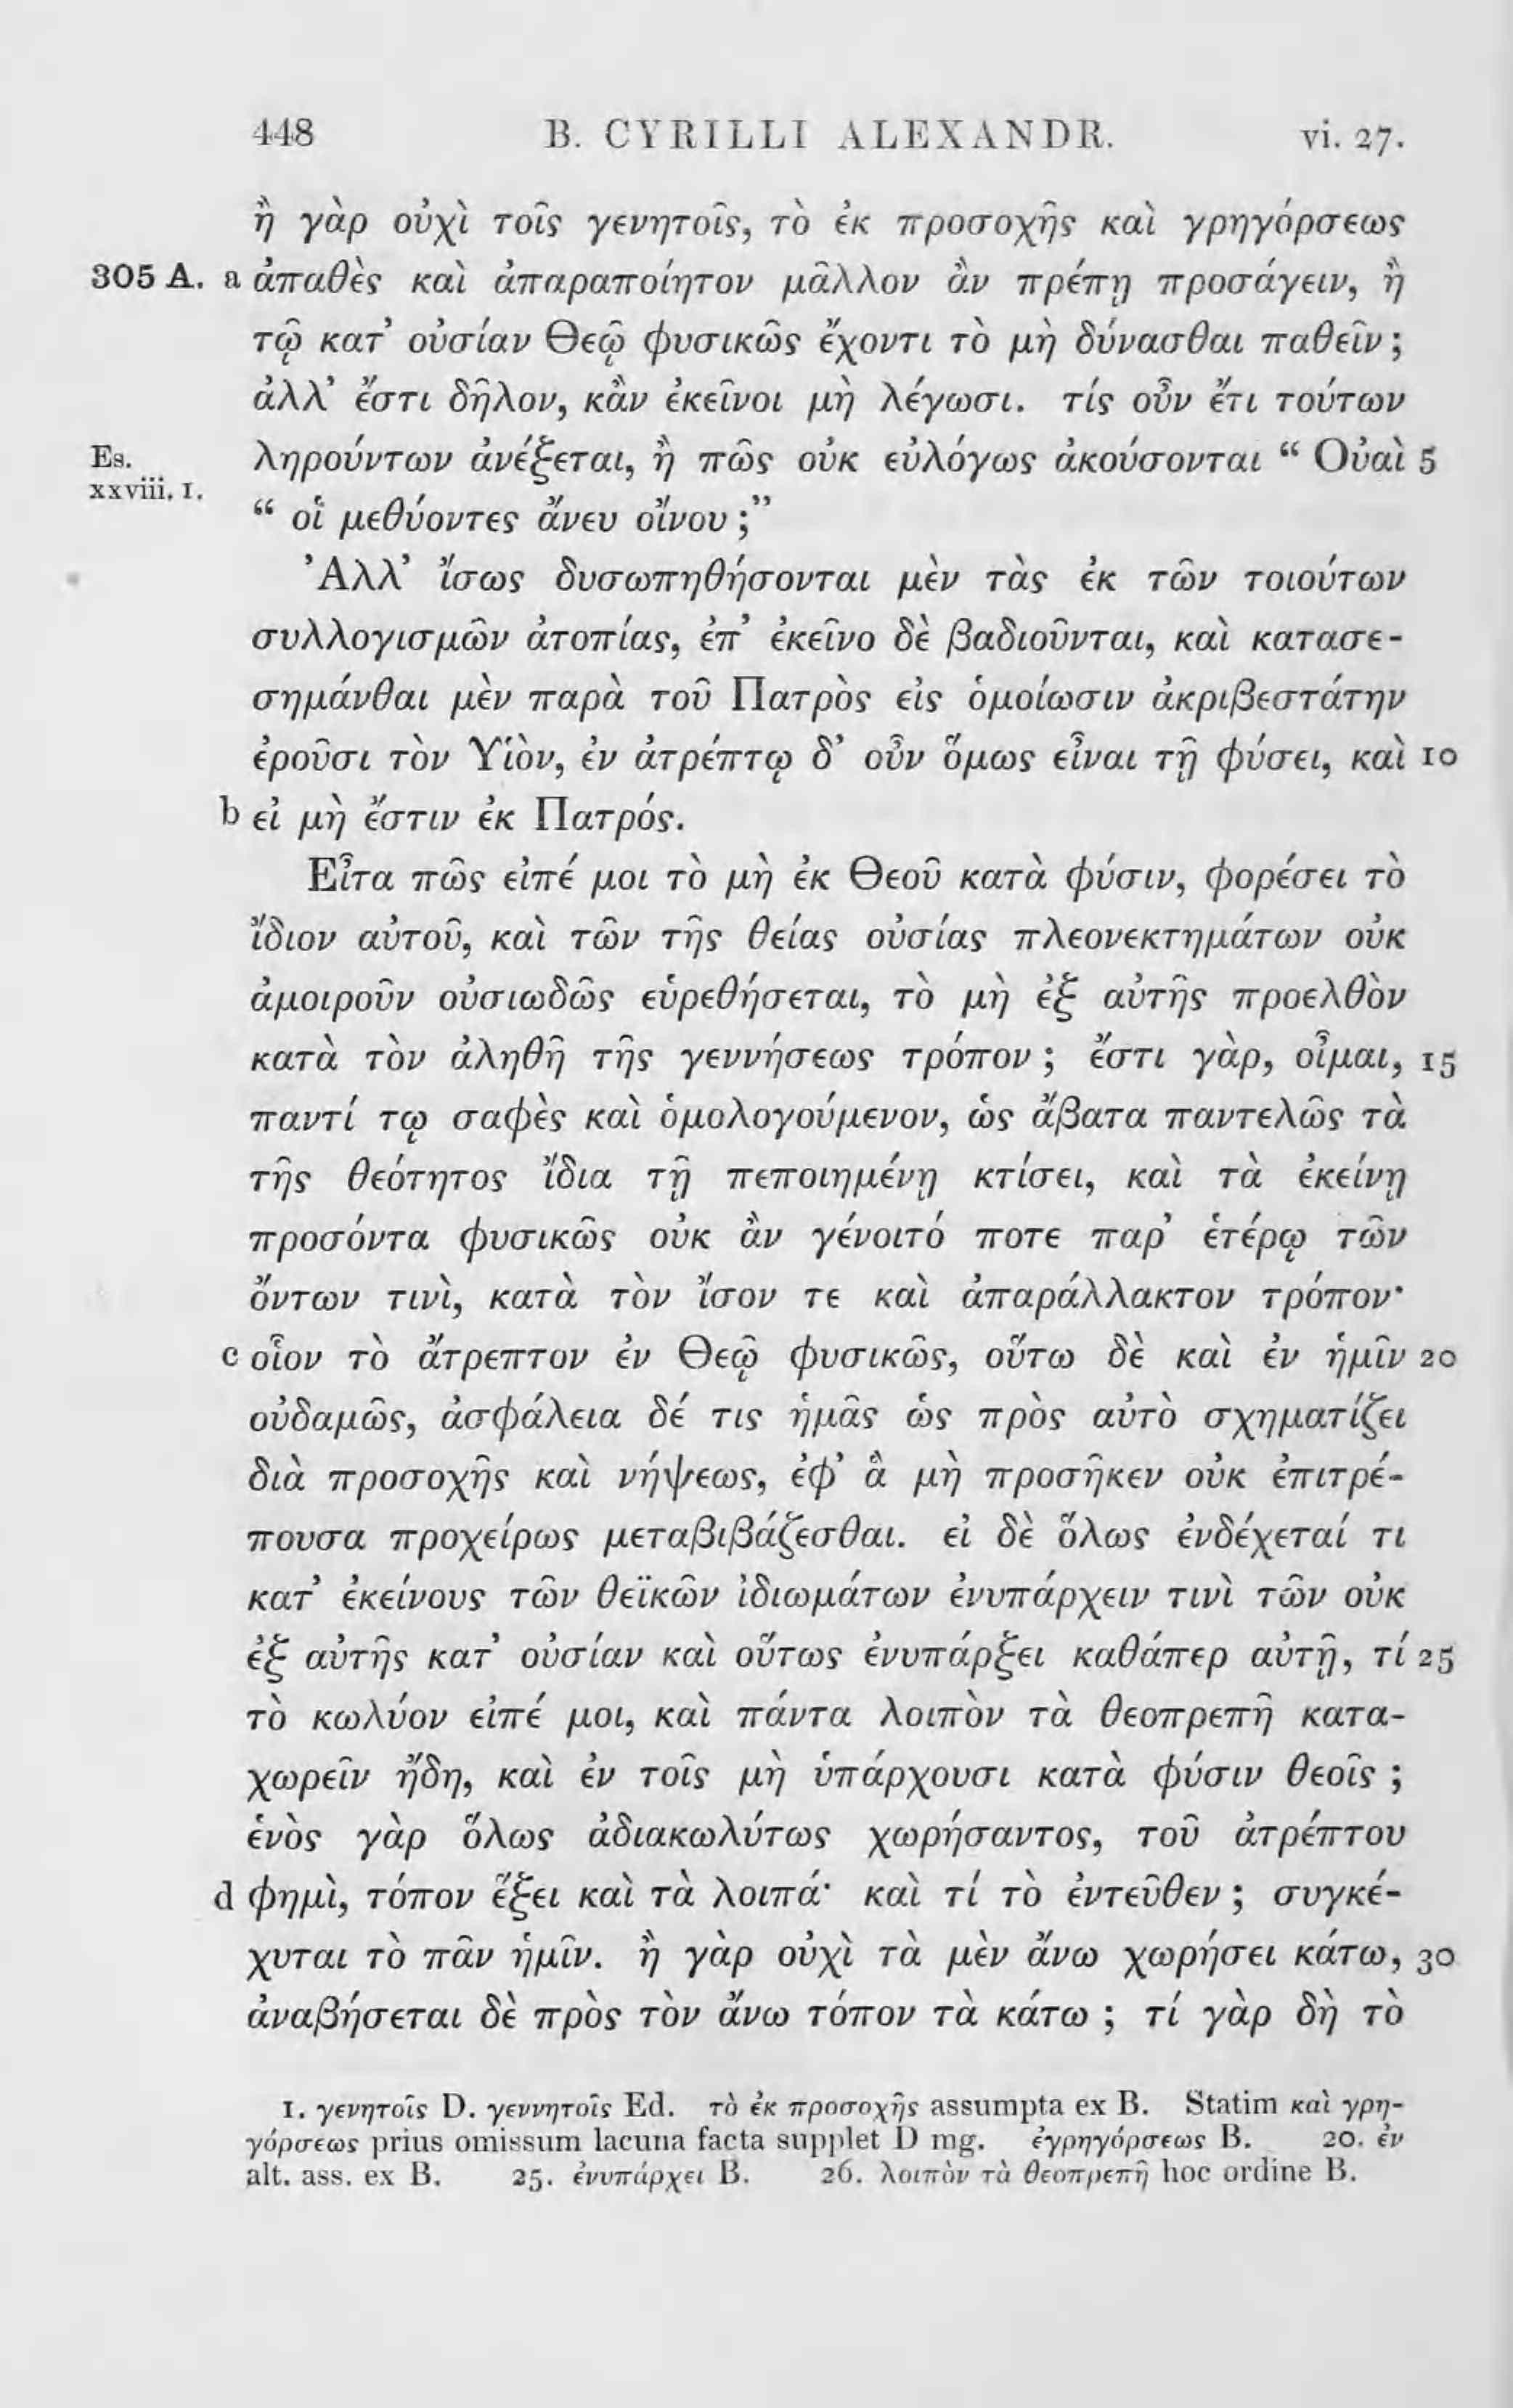 448 B. CYRILLI ALEXANDR. vi. 27.
ἢ γὰρ οὐχὶ τοῖς γενητοῖς, τὸ ἐκ προσοχῆς καὶ γρηγόρσεως
305 A. a ἀπαθὲς καὶ ἀπαραποίητον μᾶλλον ἂν πρέπῃ προσάγειν, ἢ
τῷ κατ’ οὐσίαν Θεῷ φυσικῶς ἔχοντι τὸ μὴ δύνασθαι παθεῖν ;
ἀλλ’ ἔστι δῆλον, κἂν ἐκεῖνοι μὴ λέγωσι. τίς οὖν ἔτι τούτων
Es. ληρούντων ἀνέξεται, ἢ πῶς οὐκ εὐλόγως ἀκούσονται “ Οὐαὶ 5
xxviii. 1. “ οἱ μεθύοντες ἄνευ οἴνου ;”
Ἀλλ’ ἴσως δυσωπηθήσονται μὲν τὰς ἐκ τῶν τοιούτων
συλλογισμῶν ἀτοπίας, ἐπ’ ἐκεῖνο δὲ βαδιοῦνται, καὶ κατασε-
σημάνθαι μὲν παρὰ τοῦ Πατρὸς εἰς ὁμοίωσιν ἀκριβεστάτην
ἐροῦσι τὸν Υἱὸν, ἐν ἀτρέπτῳ δ’ οὖν ὅμως εἶναι τῇ φύσει, καὶ 10
b εἰ μὴ ἔστιν ἐκ Πατρός.
Εἶτα πῶς εἰπέ μοι τὸ μὴ ἐκ Θεοῦ κατὰ φύσιν, φορέσει τὸ
ἴδιον αὐτοῦ, καὶ τῶν τῆς θείας οὐσίας πλεονεκτημάτων οὐκ
ἀμοιροῦν οὐσιωδῶς εὑρεθήσεται, τὸ μὴ ἐξ αὐτῆς προελθὸν
κατὰ τὸν ἀληθῆ τῆς γεννήσεως τρόπον ; ἔστι γὰρ, οἶμαι, 15
παντί τῳ σαφὲς καὶ ὁμολογούμενον, ὡς ἄβατα παντελῶς τὰ
τῆς θεότητος ἴδια τῇ πεποιημένῃ κτίσει, καὶ τὰ ἐκείνῃ
προσόντα φυσικῶς οὐκ ἂν γένοιτό ποτε παρ’ ἑτέρῳ τῶν
ὄντων τινὶ, κατὰ τὸν ἴσον τε καὶ ἀπαράλλακτον τρόπον·
c οἷον τὸ ἄτρεπτον ἐν Θεῷ φυσικῶς, οὕτω δὲ καὶ ἐν ἡμῖν 20
οὐδαμῶς, ἀσφάλεια δέ τις ἡμᾶς ὡς πρὸς αὐτὸ σχηματίζει
διὰ προσοχῆς καὶ νήψεως, ἐφ’ ἃ μὴ προσῆκεν οὐκ ἐπιτρέ-
πουσα προχείρως μεταβιβάζεσθαι. εἰ δὲ ὅλως ἐνδέχεταί τι
κατ’ ἐκείνους τῶν θεϊκῶν ἰδιωμάτων ἐνυπάρχειν τινὶ τῶν οὐκ
ἐξ αὐτῆς κατ’ οὐσίαν καὶ οὕτως ἐνυπάρξει καθάπερ αὐτῇ, τί 25
τὸ κωλύον εἰπέ μοι, καὶ πάντα λοιπὸν τὰ θεοπρεπῆ κατα-
χωρεῖν ἤδη, καὶ ἐν τοῖς μὴ ὑπάρχουσι κατὰ φύσιν θεοῖς ;
ἑνὸς γὰρ ὅλως ἀδιακωλύτως χωρήσαντος, τοῦ ἀτρέπτου
d φημὶ, τόπον ἕξει καὶ τὰ λοιπά· καὶ τί τὸ ἐντεῦθεν ; συγκέ-
χυται τὸ πᾶν ἡμῖν. ἢ γὰρ οὐχὶ τὰ μὲν ἄνω χωρήσει κάτω, 30
ἀναβήσεται δὲ πρὸς τὸν ἄνω τόπον τὰ κάτω ; τί γὰρ δὴ τὸ
1. γενητοῖς D. γεννητοῖς Ed. τὸ ἐκ προσοχῆς assumpta ex B. Statim καὶ γρη-
γόρσεως prius omissum lacuna facta supplet D mg. ἐγρηγόρσεως B. 20. ἐν
alt. ass. ex B. 25. ἐνυπάρχει B. 26. λοιπὸν τὰ θεοπρεπῆ hoc ordine B.